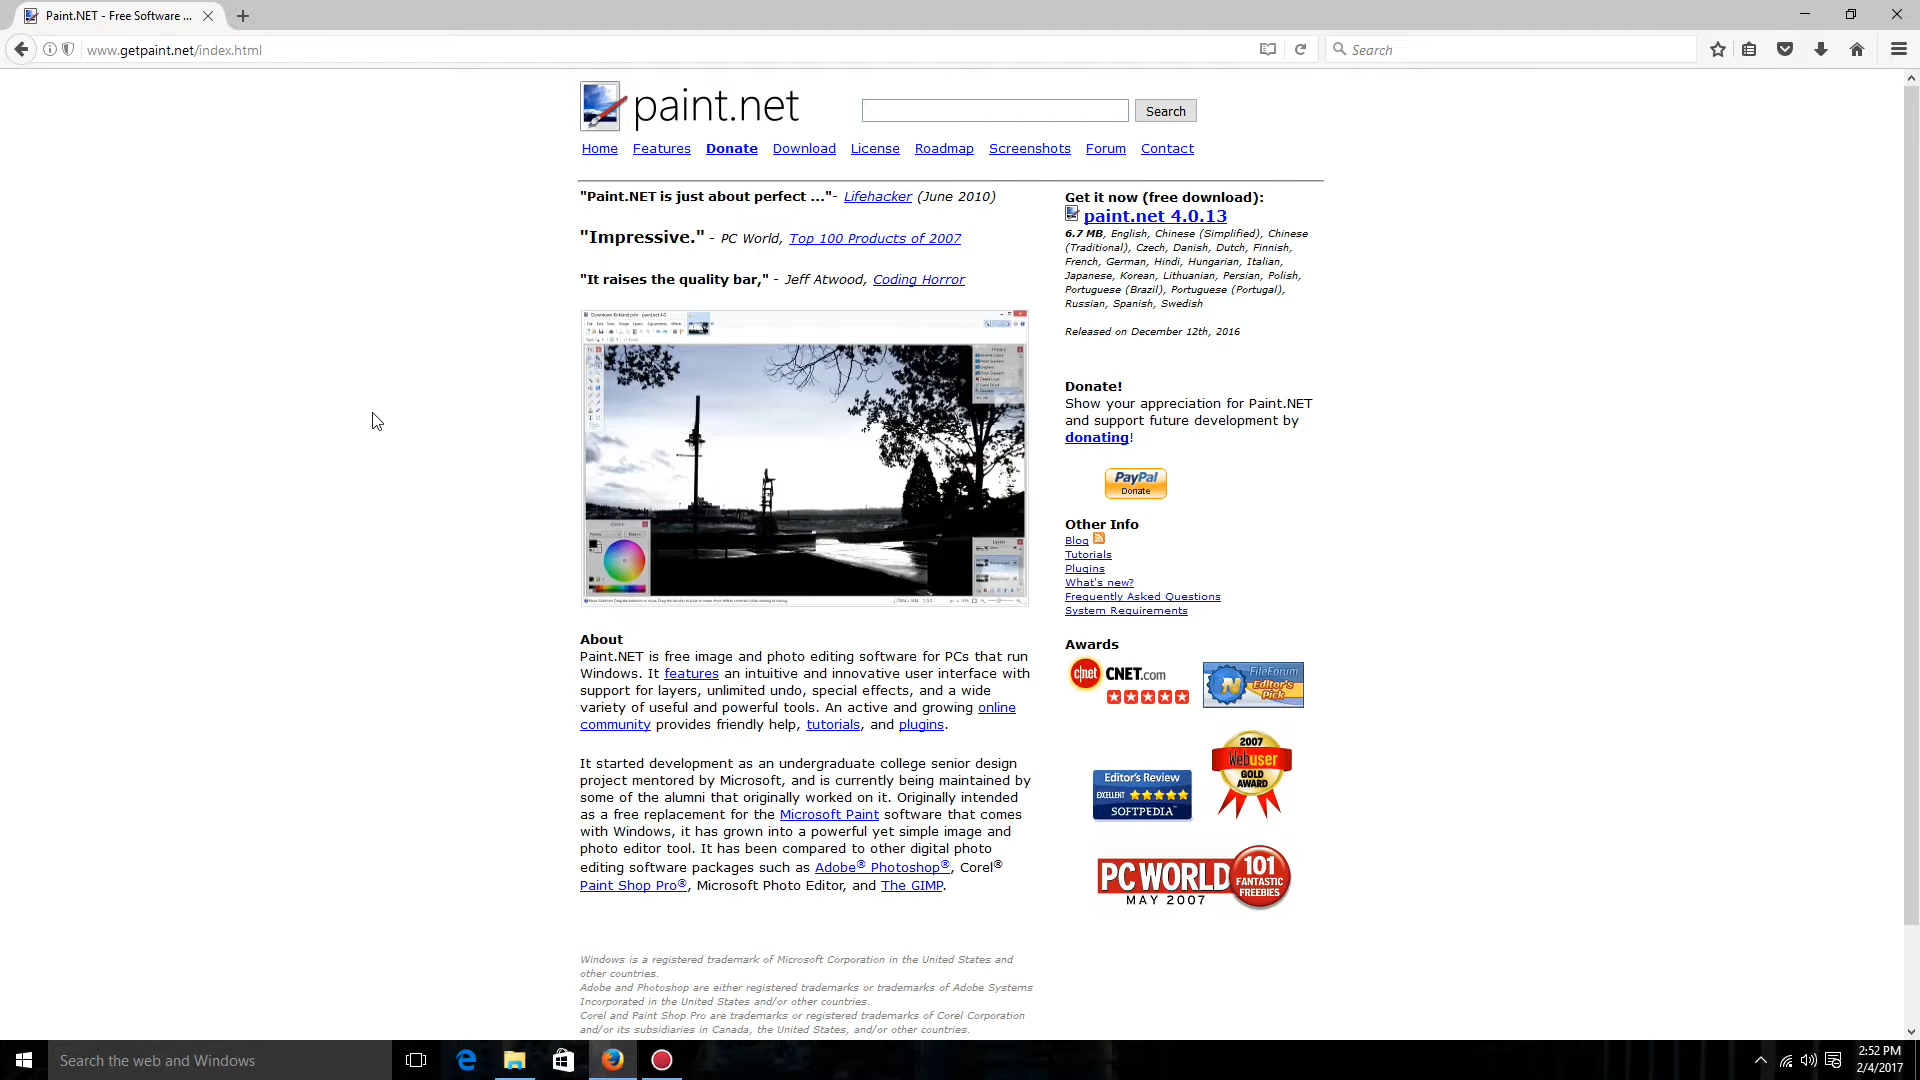 Paint.NET - Free Software ...
www.getpaint.net/index.html
Search
paint.net
Search
Home Features Donate Download License Roadmap Screenshots Forum Contact
"Paint.NET is just about perfect ..."- Lifehacker (June 2010)
"Impressive." - PC World, Top 100 Products of 2007
"It raises the quality bar," - Jeff Atwood, Coding Horror
About
Paint.NET is free image and photo editing software for PCs that run
Windows. It features an intuitive and innovative user interface with
support for layers, unlimited undo, special effects, and a wide
variety of useful and powerful tools. An active and growing online
community provides friendly help, tutorials, and plugins.
It started development as an undergraduate college senior design
project mentored by Microsoft, and is currently being maintained by
some of the alumni that originally worked on it. Originally intended
as a free replacement for the Microsoft Paint software that comes
with Windows, it has grown into a powerful yet simple image and
photo editor tool. It has been compared to other digital photo
editing software packages such as Adobe® Photoshop®, Corel®
Paint Shop Pro®, Microsoft Photo Editor, and The GIMP.
Windows is a registered trademark of Microsoft Corporation in the United States and
other countries.
Adobe and Photoshop are either registered trademarks or trademarks of Adobe Systems
Incorporated in the United States and/or other countries.
Corel and Paint Shop Pro are trademarks or registered trademarks of Corel Corporation
and/or its subsidiaries in Canada, the United States, and/or other countries.
Get it now (free download):
paint.net 4.0.13
6.7 MB, English, Chinese (Simplified), Chinese
(Traditional), Czech, Danish, Dutch, Finnish,
French, German, Hindi, Hungarian, Italian,
Japanese, Korean, Lithuanian, Persian, Polish,
Portuguese (Brazil), Portuguese (Portugal),
Russian, Spanish, Swedish
Released on December 12th, 2016
Donate!
Show your appreciation for Paint.NET
and support future development by
donating!
PayPal
Donate
Other Info
Blog
Tutorials
Plugins
What's new?
Frequently Asked Questions
System Requirements
Awards
c|net CNET.com
FileForum
Editor's
Pick
Editor's Review
EXCELLENT
SOFTPEDIA
2007
Webuser
GOLD
AWARD
PC WORLD
MAY 2007
101
FANTASTIC
FREEBIES
Search the web and Windows
2:52 PM
2/4/2017